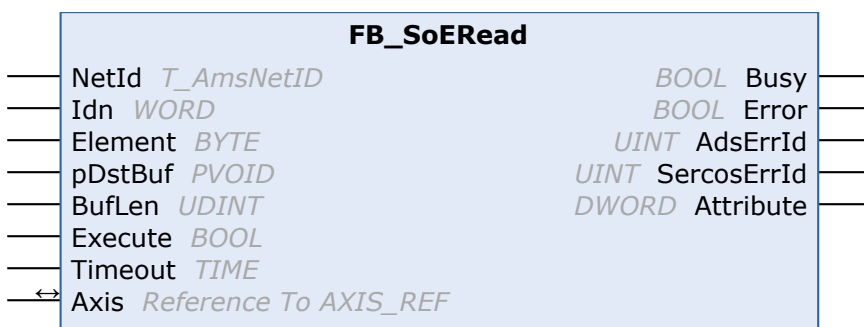 FB_SoERead
NetId T_AmsNetID BOOL Busy
Idn WORD BOOL Error
Element BYTE UINT AdsErrId
pDstBuf PVOID UINT SercosErrId
BufLen UDINT DWORD Attribute
Execute BOOL
Timeout TIME
↔ Axis Reference To AXIS_REF